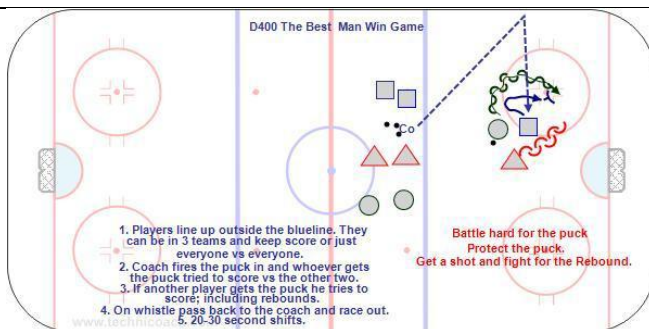 D400 The Best Man Win Game
Co
1. Players line up outside the blueline. They
can be in 3 teams and keep score or just
everyone vs everyone.
2. Coach fires the puck in and whoever gets
the puck tried to score vs the other two.
3. If another player gets the puck he tries to
score; including rebounds.
4. On whistle pass back to the coach and race out.
5. 20-30 second shifts.
Battle hard for the puck
Protect the puck.
Get a shot and fight for the Rebound.